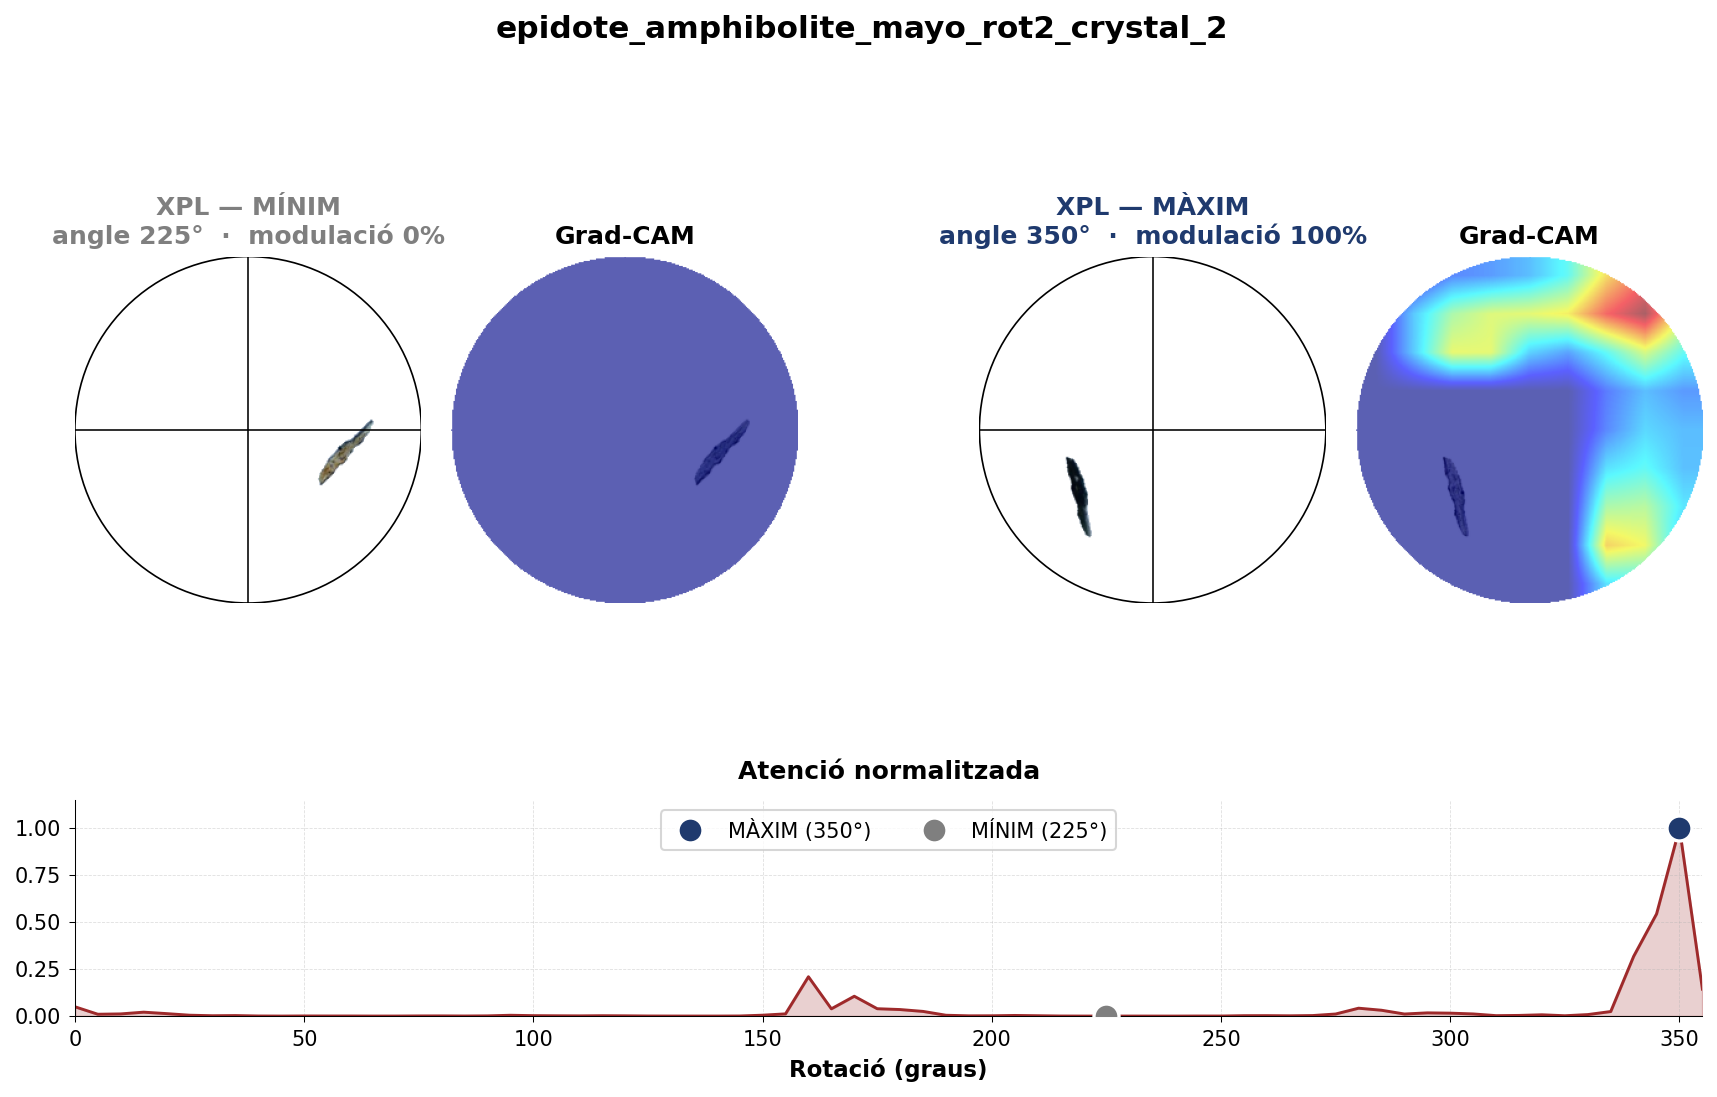 epidote_amphibolite_mayo_rot2_crystal_2
XPL — MÍNIM
angle 225° · modulació 0%
Grad-CAM
XPL — MÀXIM
angle 350° · modulació 100%
Grad-CAM
Atenció normalitzada
MÀXIM (350°)
MÍNIM (225°)
1.00
0.75
0.50
0.25
0.00
0
50
100
150
200
250
300
350
Rotació (graus)